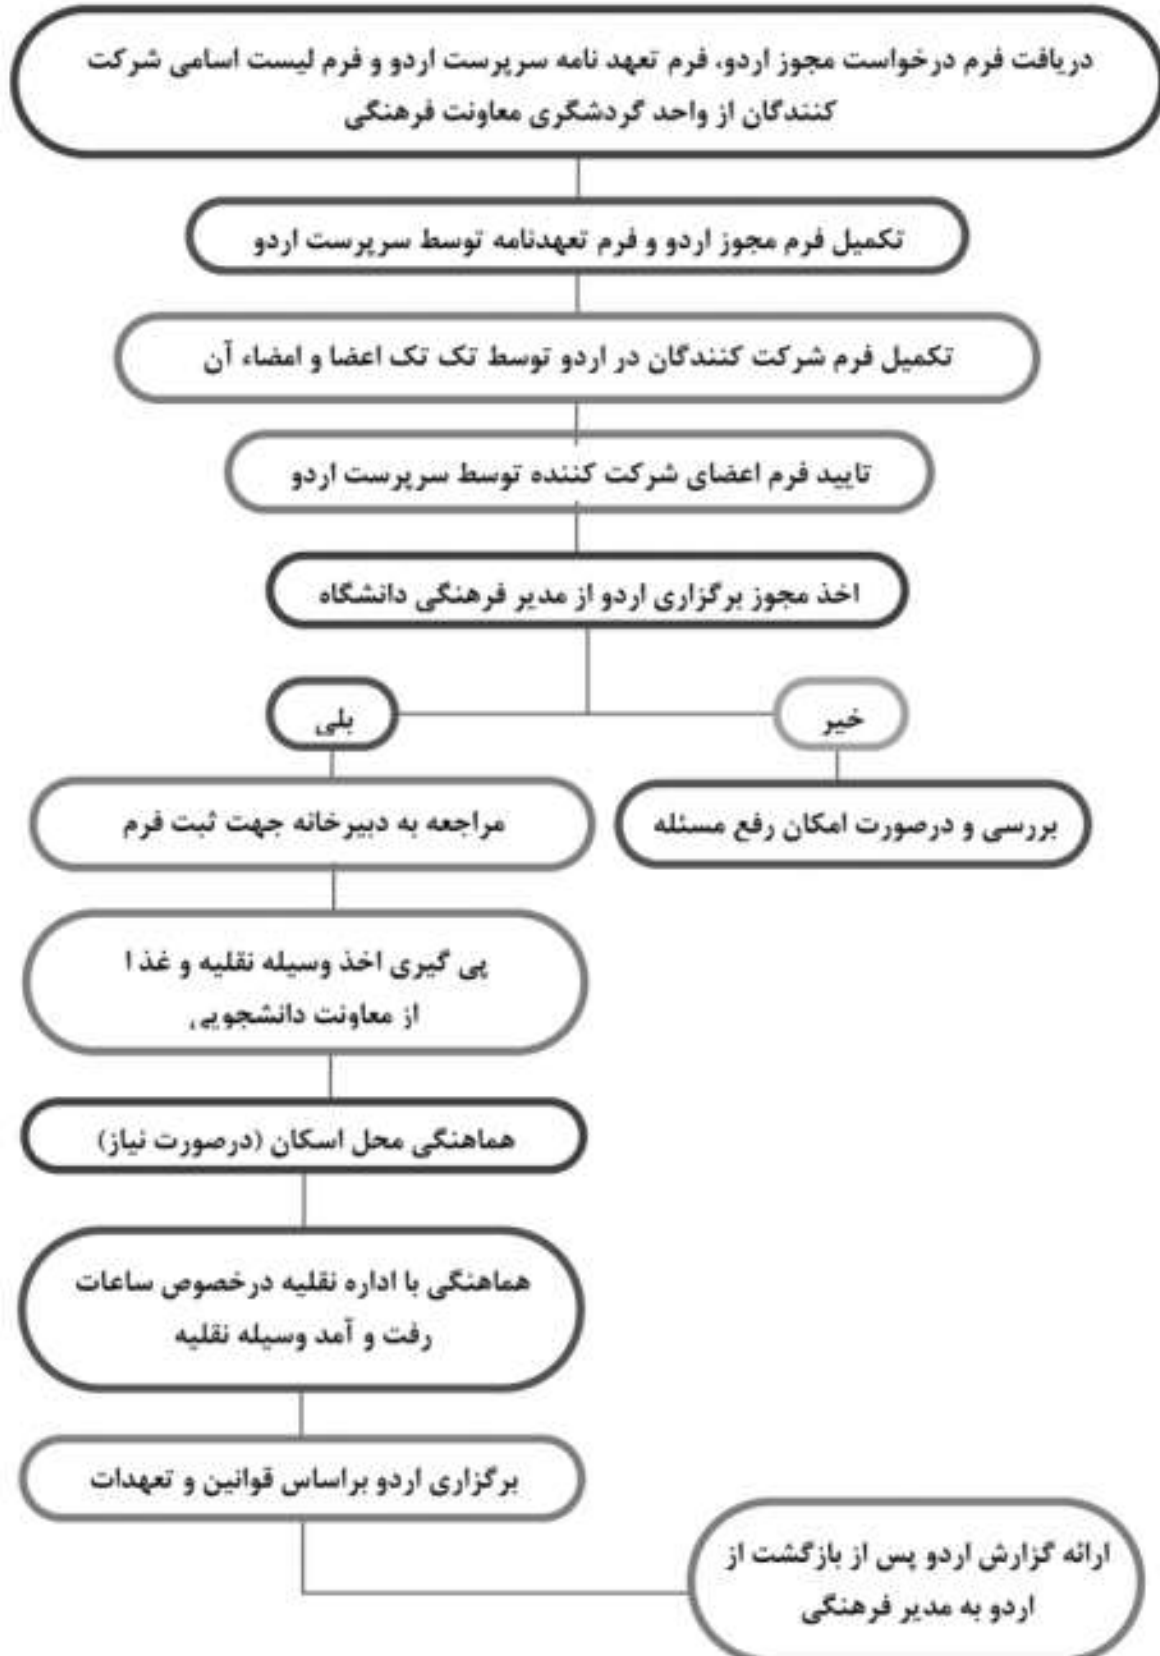 دریافت فرم درخواست مجوز اردو، فرم تعهد نامه سرپرست اردو و فرم لیست اسامی شرکت
کنندگان از واحد گردشگری معاونت فرهنگی
تکمیل فرم مجوز اردو و فرم تعهدنامه توسط سرپرست اردو
تکمیل فرم شرکت کنندگان در اردو توسط تک تک اعضا و امضاء آن
تایید فرم اعضای شرکت کننده توسط سرپرست اردو
اخذ مجوز برگزاری اردو از مدیر فرهنگی دانشگاه
خیر
بلی
بررسی و درصورت امکان رفع مسئله
مراجعه به دبیرخانه جهت ثبت فرم
پی گیری اخذ وسیله نقلیه و غذ ا
از معاونت دانشجویی
هماهنگی محل اسکان (درصورت نیاز)
هماهنگی با اداره نقلیه درخصوص ساعات
رفت و آمد وسیله نقلیه
برگزاری اردو براساس قوانین و تعهدات
ارائه گزارش اردو پس از بازگشت از
اردو به مدیر فرهنگی